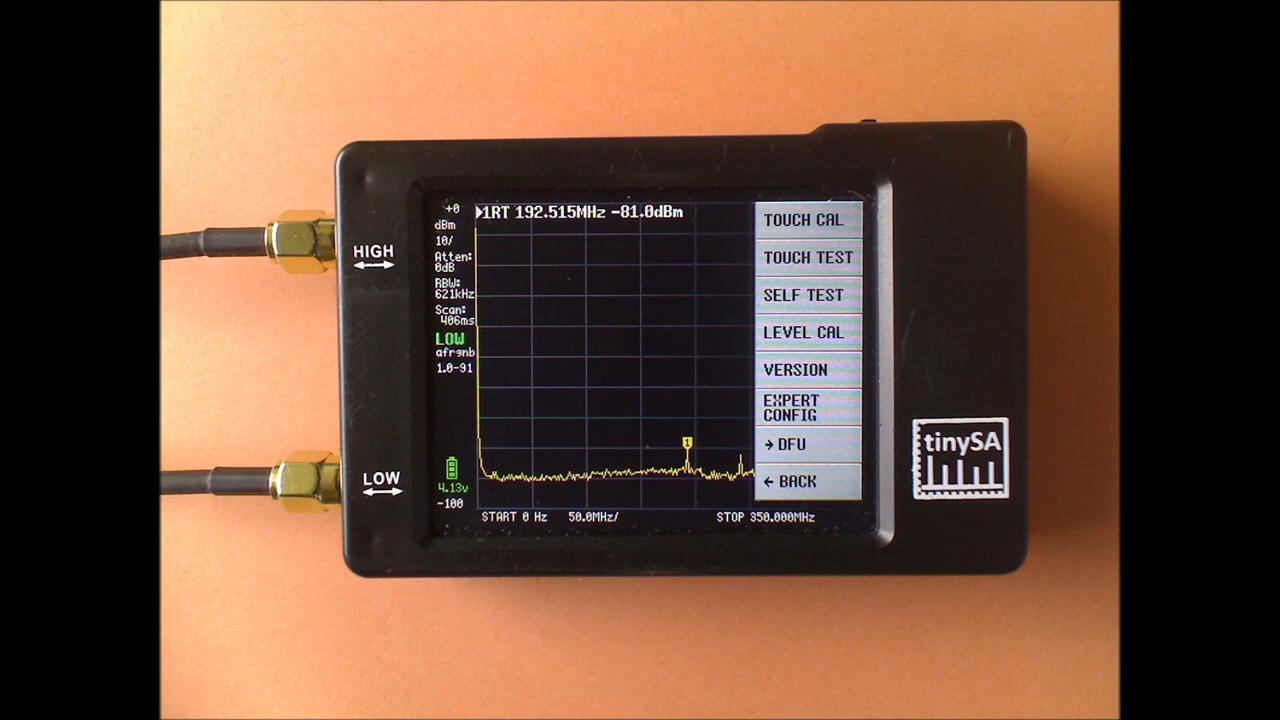 HIGH
LOW
+0
dBm
10/
Atten:
0dB
RBW:
621kHz
Scan:
406ms
LOW
afrgnb
1.0-91
4.13v
-100
1RT 192.515MHz -81.0dBm
1
START 0 Hz 50.0MHz/ STOP 350.000MHz
TOUCH CAL
TOUCH TEST
SELF TEST
LEVEL CAL
VERSION
EXPERT
CONFIG
→ DFU
← BACK
tinySA